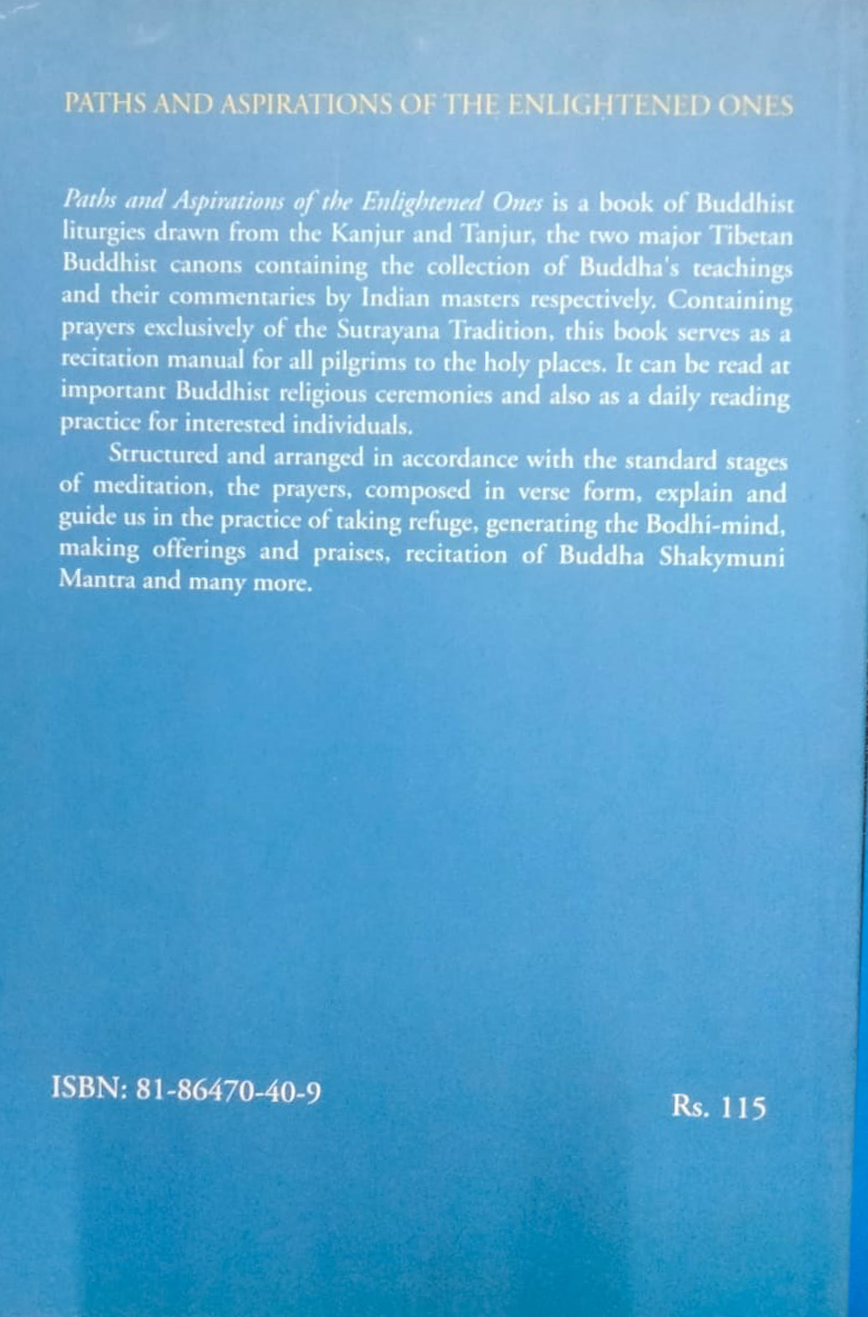 PATHS AND ASPIRATIONS OF THE ENLIGHTENED ONES
Paths and Aspirations of the Enlightened Ones is a book of Buddhist
liturgies drawn from the Kanjur and Tanjur, the two major Tibetan
Buddhist canons containing the collection of Buddha's teachings
and their commentaries by Indian masters respectively. Containing
prayers exclusively of the Sutrayana Tradition, this book serves as a
recitation manual for all pilgrims to the holy places. It can be read at
important Buddhist religious ceremonies and also as a daily reading
practice for interested individuals.
Structured and arranged in accordance with the standard stages
of meditation, the prayers, composed in verse form, explain and
guide us in the practice of taking refuge, generating the Bodhi-mind,
making offerings and praises, recitation of Buddha Shakymuni
Mantra and many more.
ISBN: 81-86470-40-9
Rs. 115